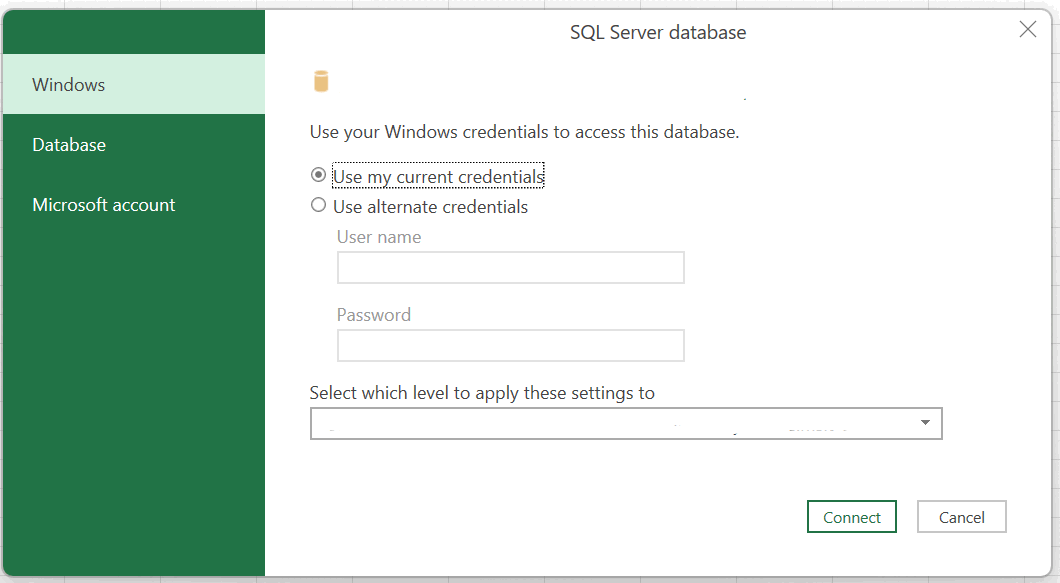 SQL Server database
Windows
Database
Microsoft account
Use your Windows credentials to access this database.
Use my current credentials
Use alternate credentials
User name
Password
Select which level to apply these settings to
Connect
Cancel